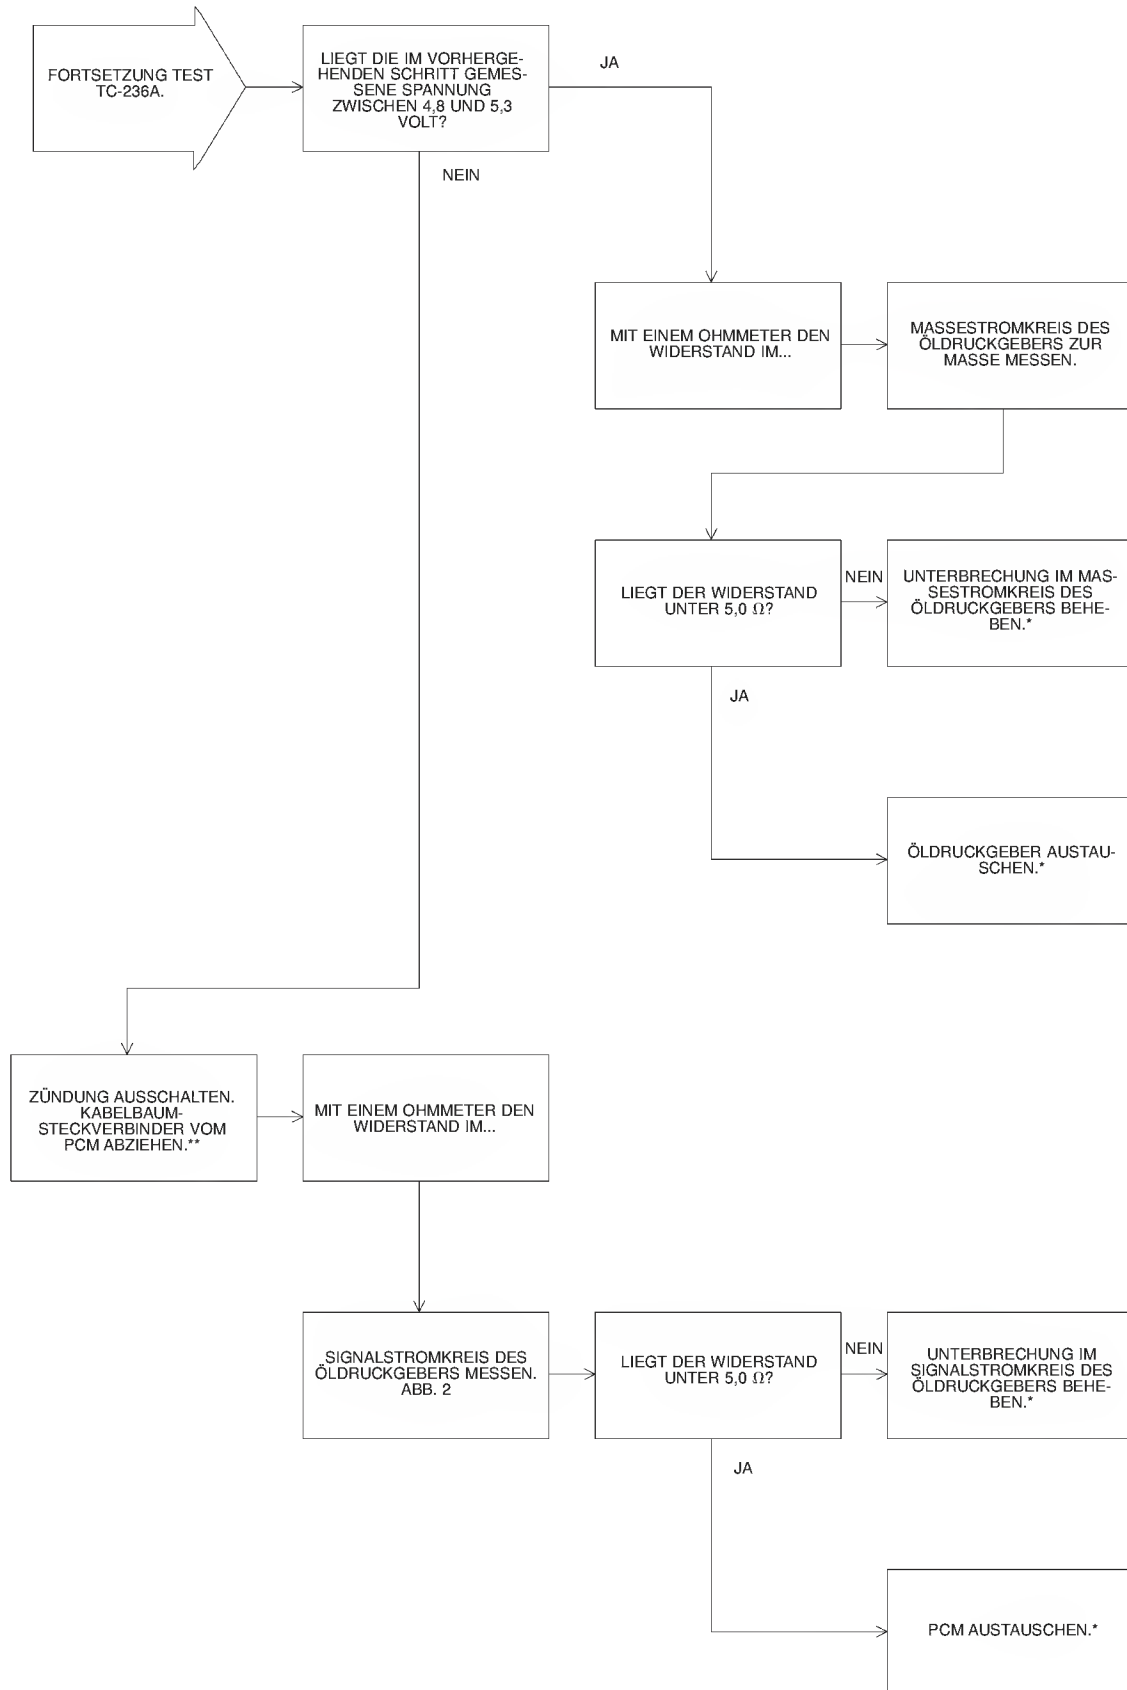 FORTSETZUNG TEST
TC-236A.
LIEGT DIE IM VORHERGE-
HENDEN SCHRITT GEMES-
SENE SPANNUNG
ZWISCHEN 4,8 UND 5,3
VOLT?
JA
NEIN
MIT EINEM OHMMETER DEN
WIDERSTAND IM...
MASSESTROMKREIS DES
ÖLDRUCKGEBERS ZUR
MASSE MESSEN.
LIEGT DER WIDERSTAND
UNTER 5,0 Ω?
NEIN
UNTERBRECHUNG IM MAS-
SESTROMKREIS DES
ÖLDRUCKGEBERS BEHE-
BEN.*
JA
ÖLDRUCKGEBER AUSTAU-
SCHEN.*
ZÜNDUNG AUSSCHALTEN.
KABELBAUM-
STECKVERBINDER VOM
PCM ABZIEHEN.**
MIT EINEM OHMMETER DEN
WIDERSTAND IM...
SIGNALSTROMKREIS DES
ÖLDRUCKGEBERS MESSEN.
ABB. 2
LIEGT DER WIDERSTAND
UNTER 5,0 Ω?
NEIN
UNTERBRECHUNG IM
SIGNALSTROMKREIS DES
ÖLDRUCKGEBERS BEHE-
BEN.*
JA
PCM AUSTAUSCHEN.*